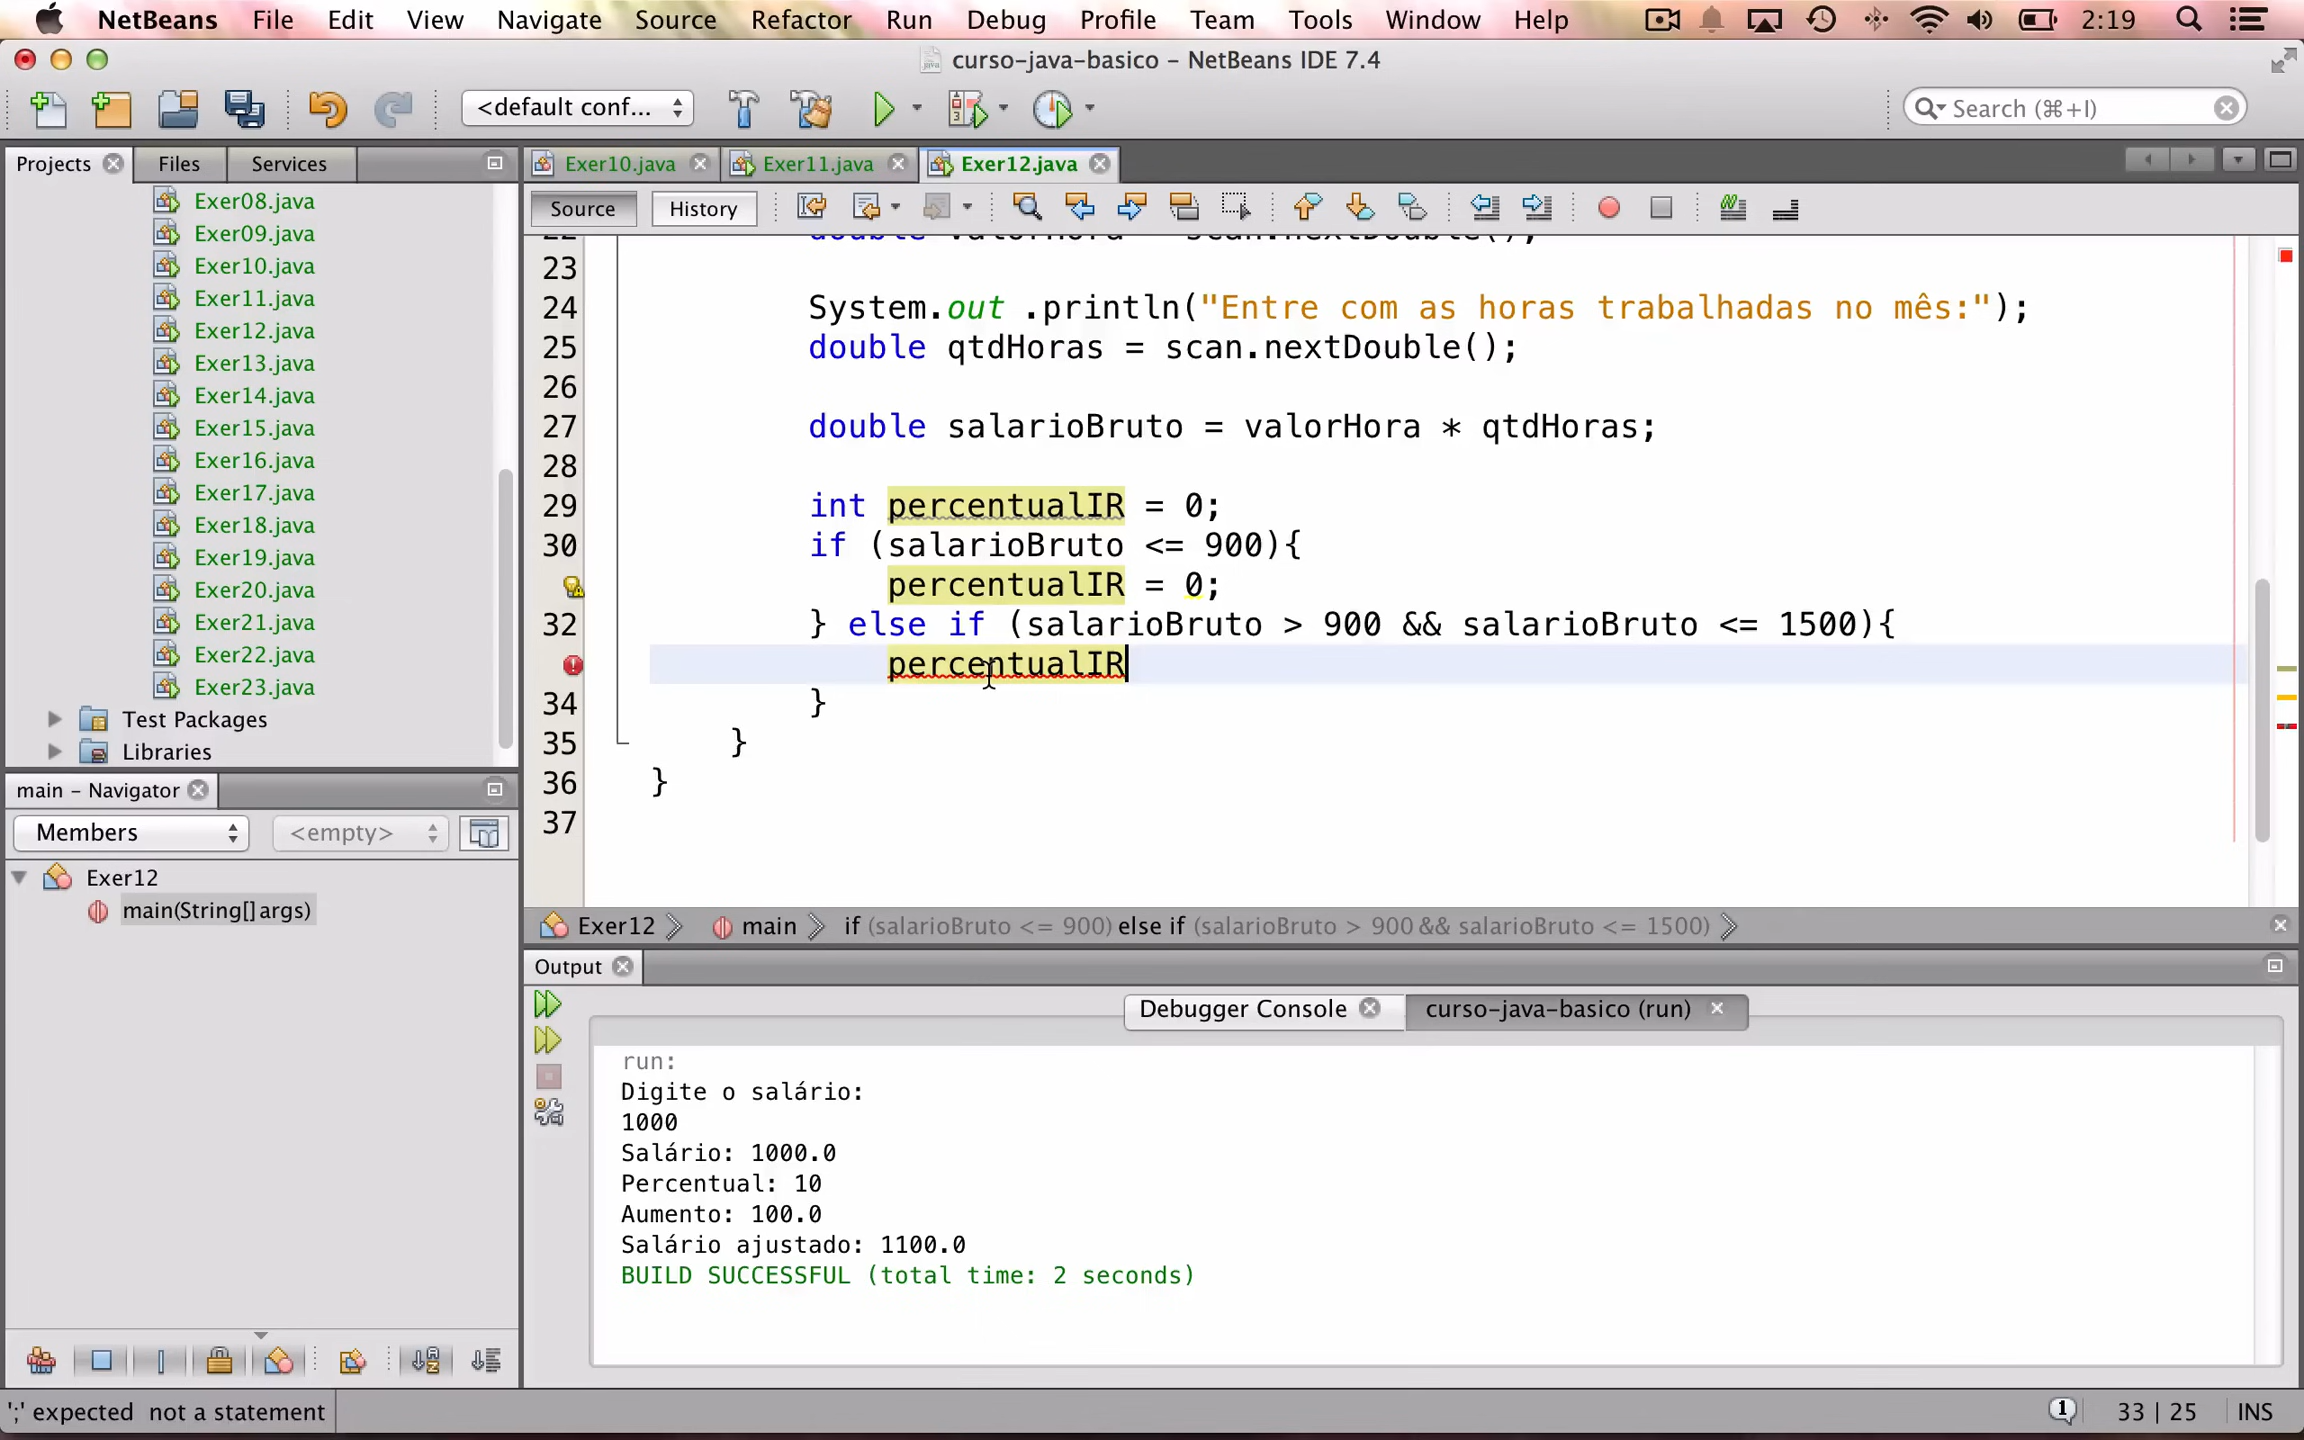 NetBeans File Edit View Navigate Source Refactor Run Debug Profile Team Tools Window Help 2:19
curso-java-basico – NetBeans IDE 7.4
<default conf... Search (⌘+I)
Projects Files Services
Exer08.java
Exer09.java
Exer10.java
Exer11.java
Exer12.java
Exer13.java
Exer14.java
Exer15.java
Exer16.java
Exer17.java
Exer18.java
Exer19.java
Exer20.java
Exer21.java
Exer22.java
Exer23.java
Test Packages
Libraries
main – Navigator
Members <empty>
Exer12
main(String[] args)
Exer10.java Exer11.java Exer12.java
Source History
22 double valorHora = scan.nextDouble();
23
24 System.out .println("Entre com as horas trabalhadas no mês:");
25 double qtdHoras = scan.nextDouble();
26
27 double salarioBruto = valorHora * qtdHoras;
28
29 int percentualIR = 0;
30 if (salarioBruto <= 900){
percentualIR = 0;
32 } else if (salarioBruto > 900 && salarioBruto <= 1500){
percentualIR
34 }
35 }
36 }
37
Exer12 main if (salarioBruto <= 900) else if (salarioBruto > 900 && salarioBruto <= 1500)
Output
Debugger Console curso-java-basico (run)
run:
Digite o salário:
1000
Salário: 1000.0
Percentual: 10
Aumento: 100.0
Salário ajustado: 1100.0
BUILD SUCCESSFUL (total time: 2 seconds)
';' expected not a statement 1 33 | 25 INS